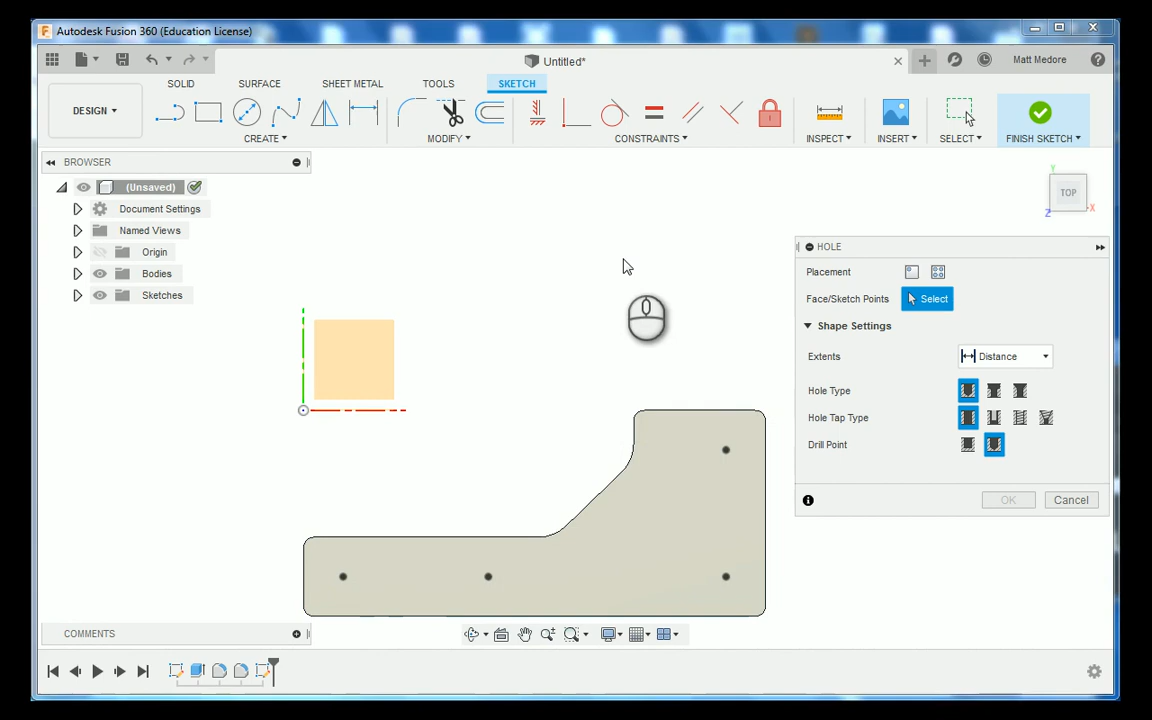 Autodesk Fusion 360 (Education License)
Untitled*
Matt Medore
SOLID SURFACE SHEET METAL TOOLS SKETCH
DESIGN
CREATE MODIFY CONSTRAINTS INSPECT INSERT SELECT FINISH SKETCH
BROWSER
(Unsaved)
Document Settings
Named Views
Origin
Bodies
Sketches
Y
TOP
Z X
HOLE
Placement
Face/Sketch Points Select
Shape Settings
Extents Distance
Hole Type
Hole Tap Type
Drill Point
OK Cancel
COMMENTS